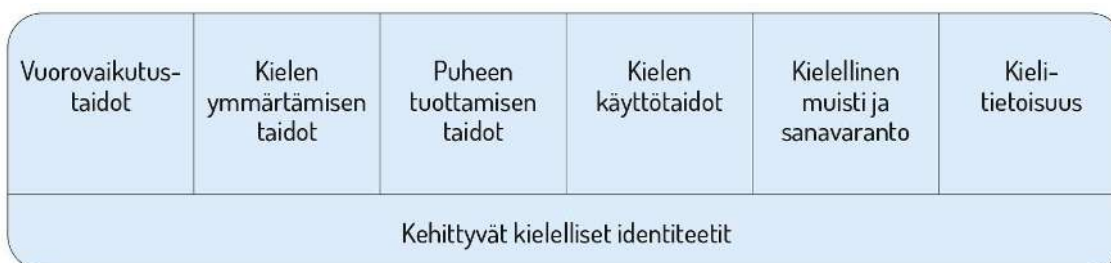 Vuorovaikutus-
taidot
Kielen
ymmärtämisen
taidot
Puheen
tuottamisen
taidot
Kielen
käyttötaidot
Kielellinen
muisti ja
sanavaranto
Kieli-
tietoisuus
Kehittyvät kielelliset identiteetit